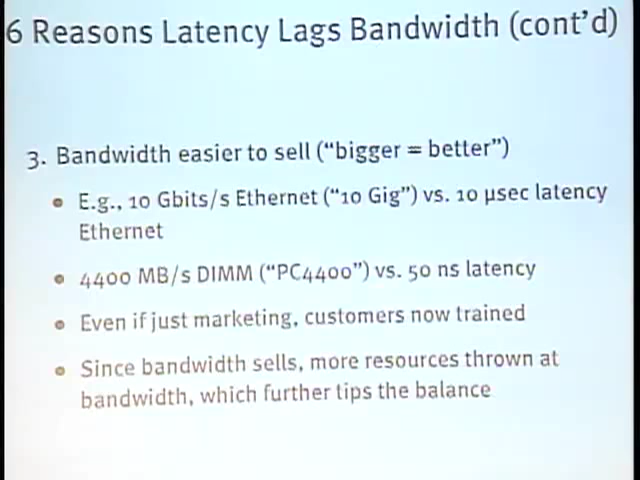 6 Reasons Latency Lags Bandwidth (cont'd)
3. Bandwidth easier to sell ("bigger = better")
• E.g., 10 Gbits/s Ethernet ("10 Gig") vs. 10 µsec latency
Ethernet
• 4400 MB/s DIMM ("PC4400") vs. 50 ns latency
• Even if just marketing, customers now trained
• Since bandwidth sells, more resources thrown at
bandwidth, which further tips the balance